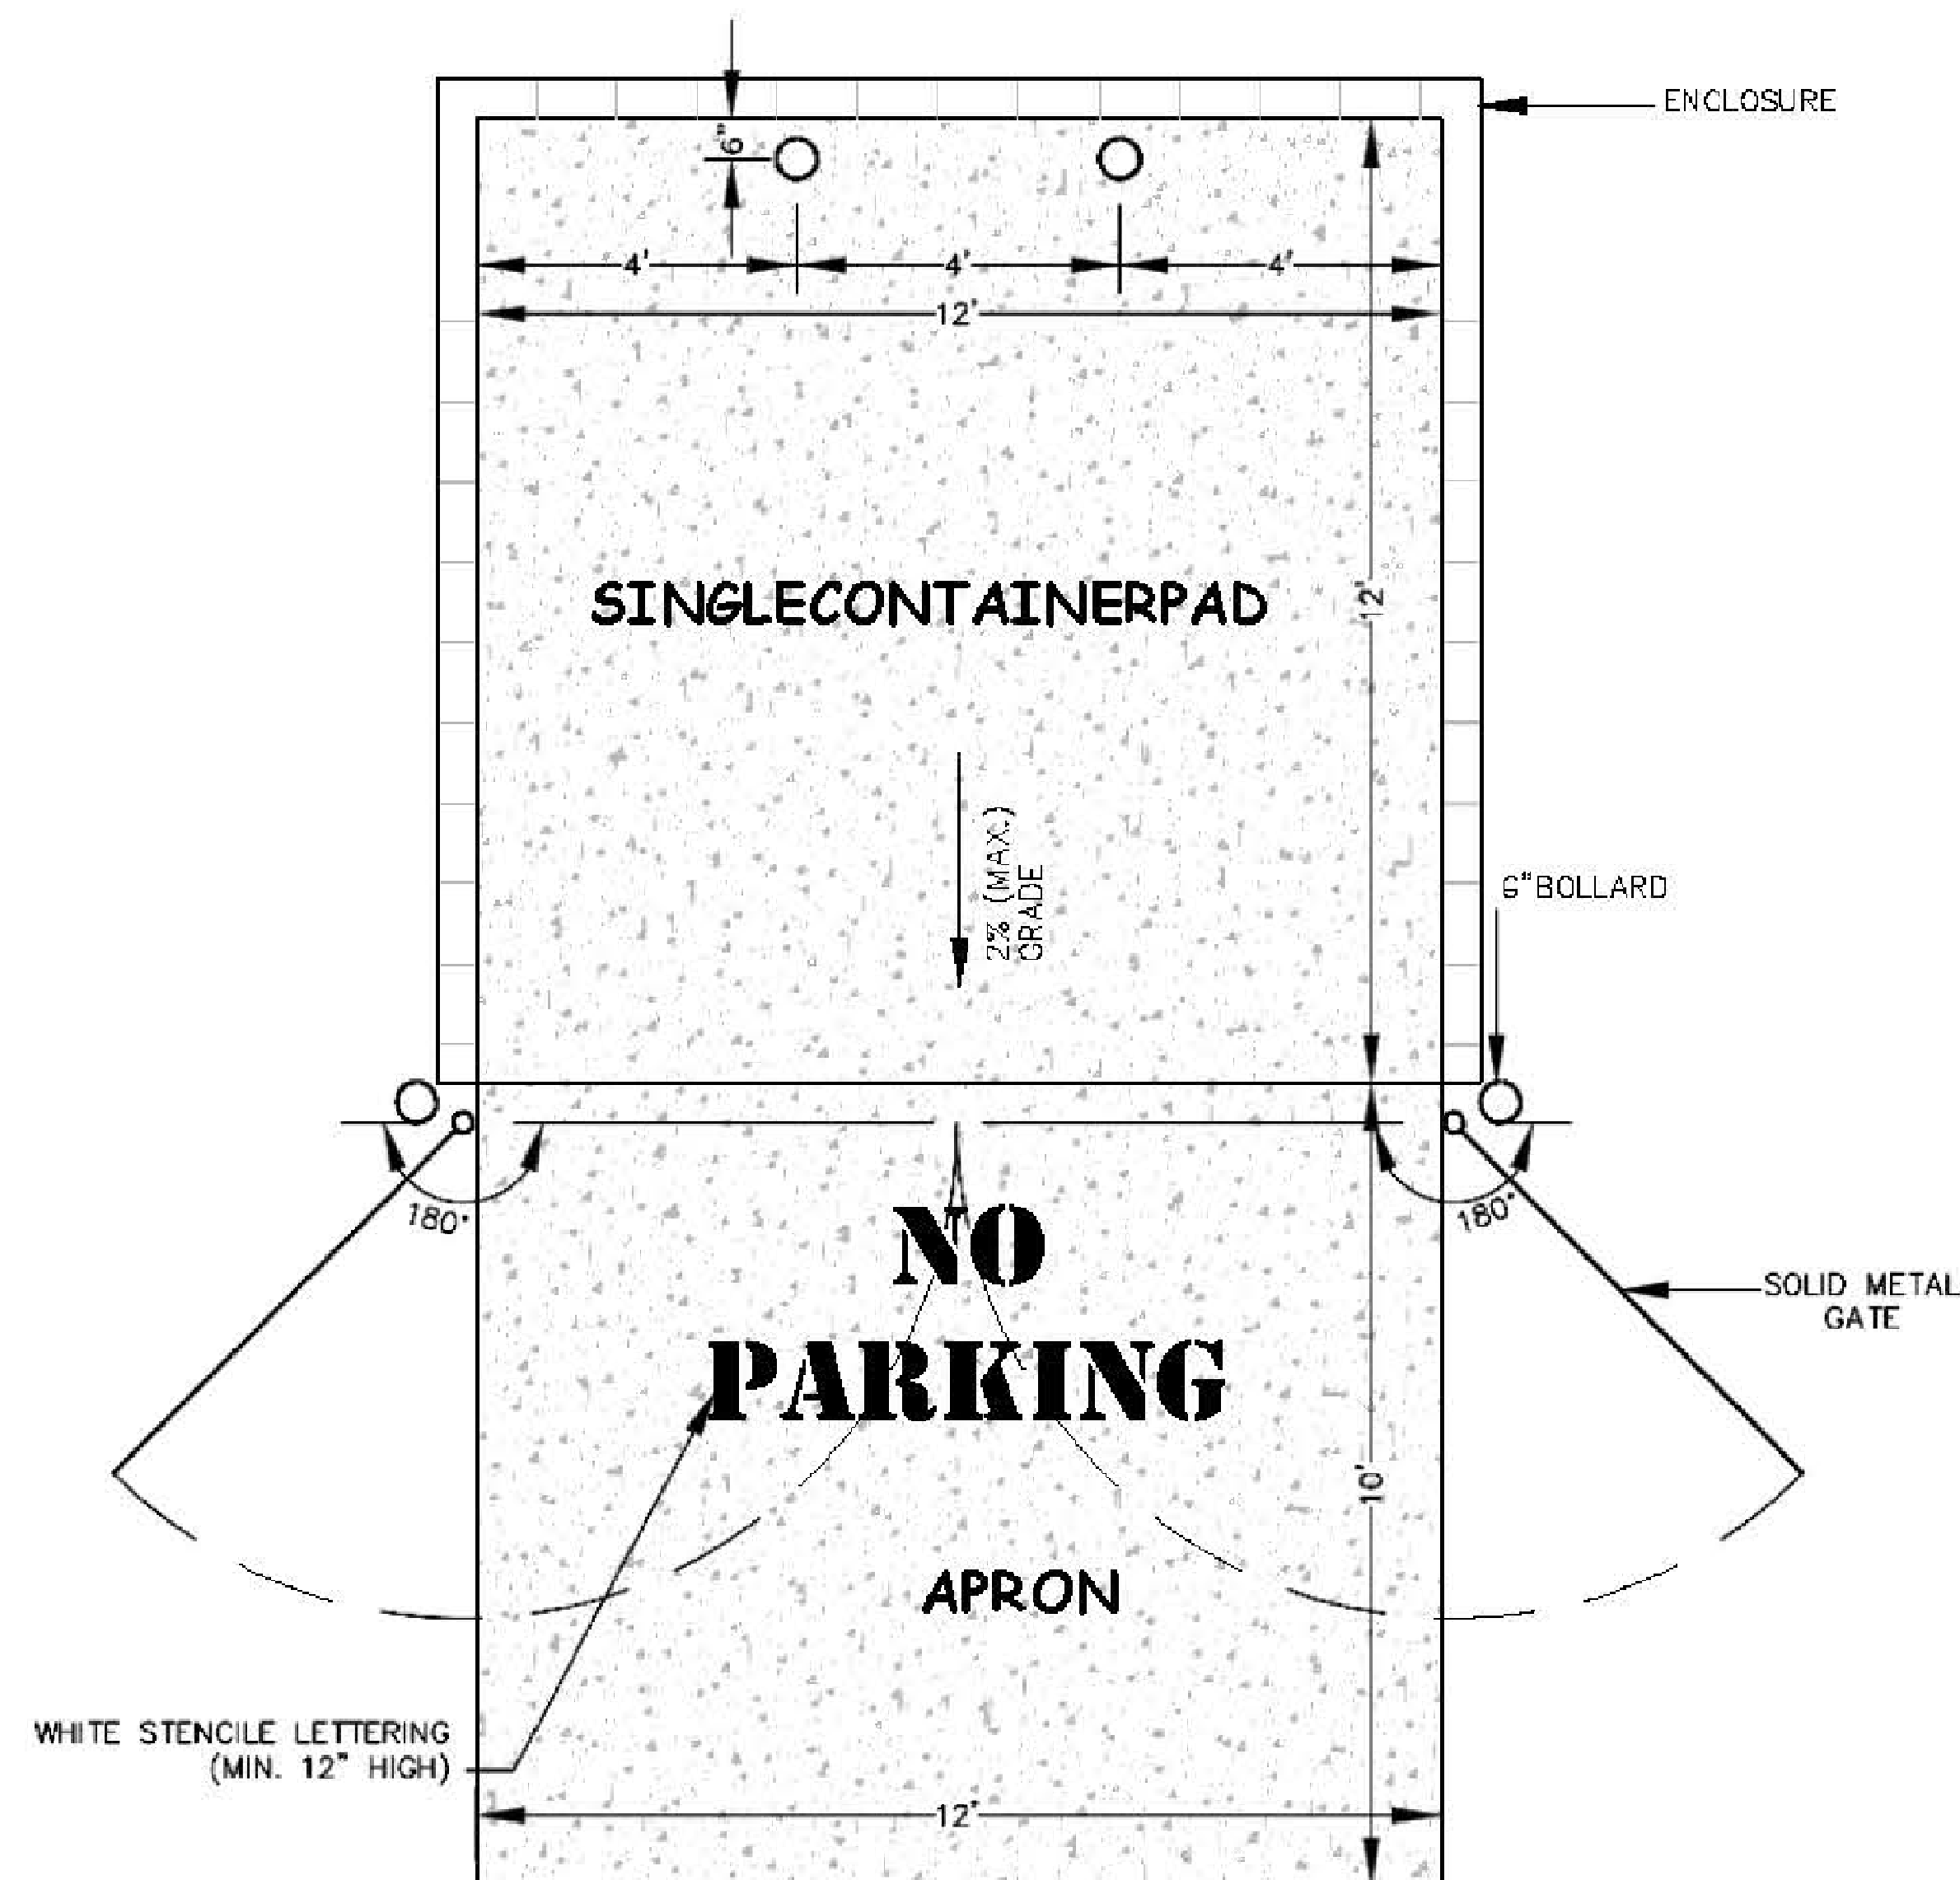 ENCLOSURE
6"
4'
4'
4'
12'
SINGLECONTAINERPAD
12'
2% (MAX.)
GRADE
6"BOLLARD
180°
180°
NO
PARKING
SOLID METAL
GATE
10'
APRON
WHITE STENCILE LETTERING
(MIN. 12" HIGH)
12'